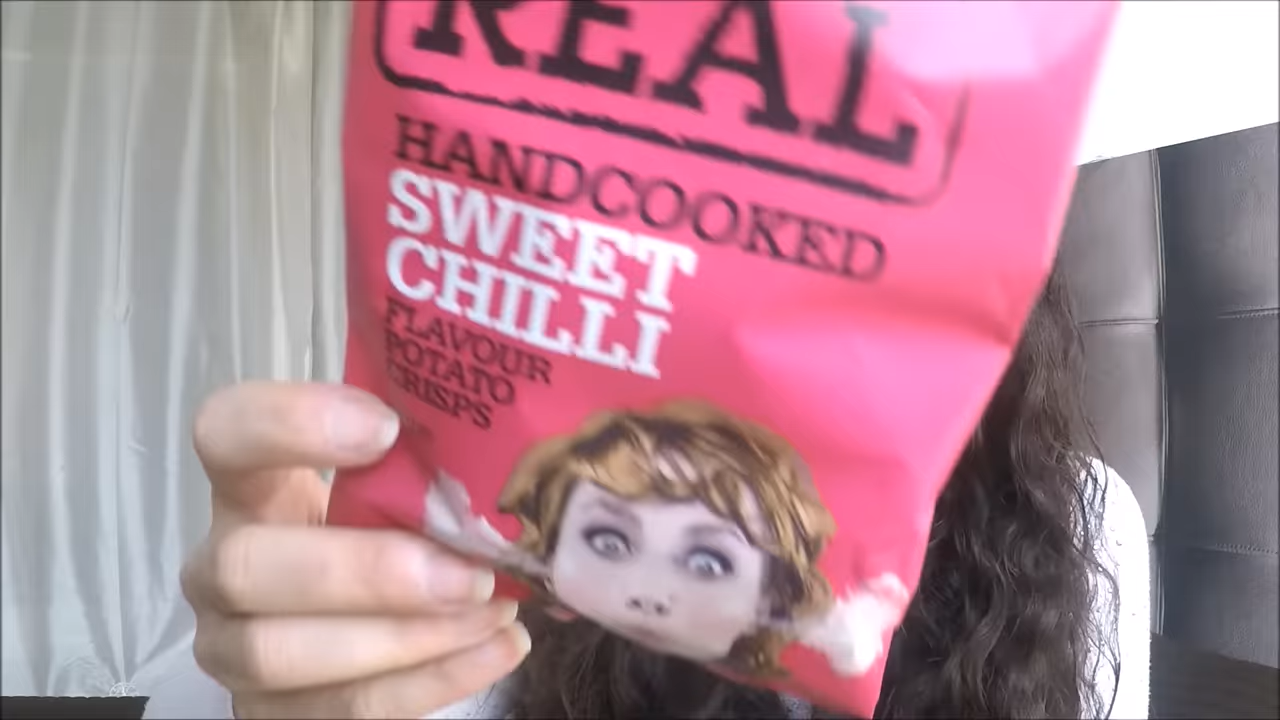 REAL
HANDCOOKED
SWEET
CHILLI
FLAVOUR
POTATO
CRISPS